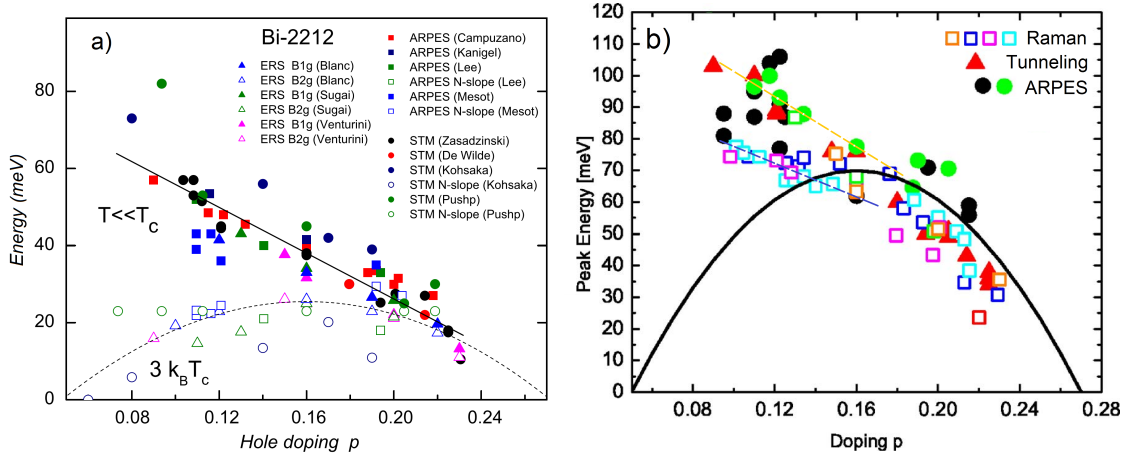 a)
Bi-2212
ERS B1g (Blanc)
ERS B2g (Blanc)
ERS B1g (Sugai)
ERS B2g (Sugai)
ERS B1g (Venturini)
ERS B2g (Venturini)
ARPES (Campuzano)
ARPES (Kanigel)
ARPES (Lee)
ARPES N-slope (Lee)
ARPES (Mesot)
ARPES N-slope (Mesot)
STM (Zasadzinski)
STM (De Wilde)
STM (Kohsaka)
STM N-slope (Kohsaka)
STM (Pushp)
STM N-slope (Pushp)
T<<TC
3 kBTc
Energy (meV)
80
60
40
20
0
0.08
0.12
0.16
0.20
0.24
Hole doping p
b)
Raman
Tunneling
ARPES
Peak Energy [meV]
120
110
100
90
80
70
60
50
40
30
20
10
0
0.08
0.12
0.16
0.20
0.24
0.28
Doping p